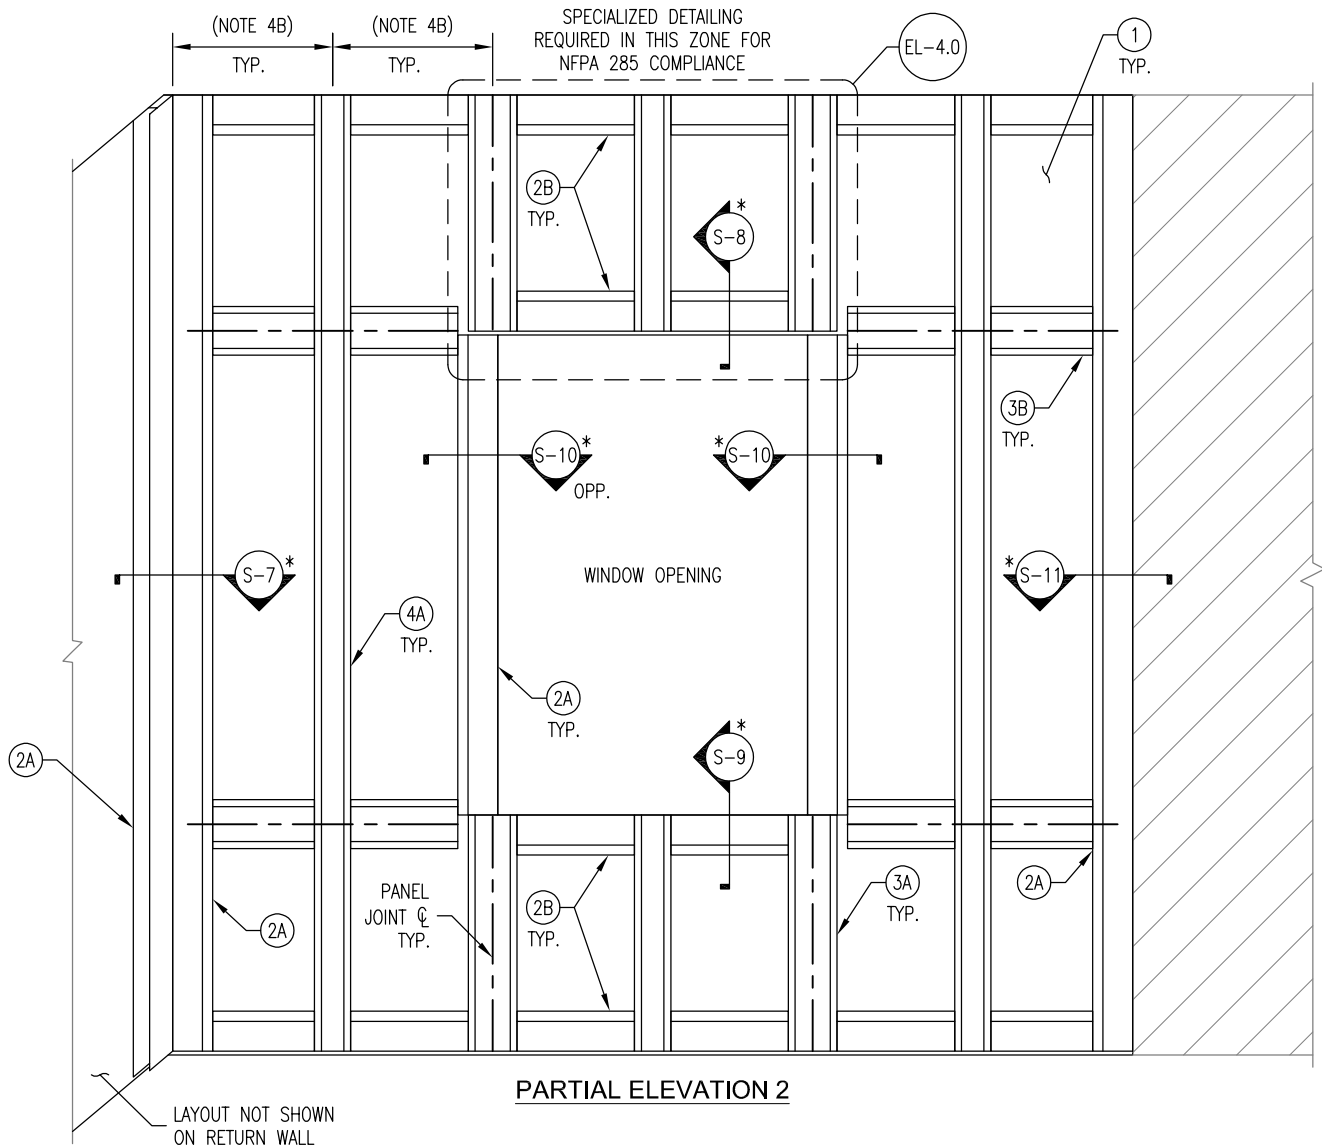 (NOTE 4B)
TYP.
(NOTE 4B)
TYP.
SPECIALIZED DETAILING
REQUIRED IN THIS ZONE FOR
NFPA 285 COMPLIANCE
EL-4.0
1
TYP.
2B
TYP.
S-8
*
3B
TYP.
S-10
*
OPP.
*
S-10
S-7
*
WINDOW OPENING
*
S-11
4A
TYP.
2A
TYP.
S-9
*
2A
PANEL
JOINT ℄
TYP.
2A
2B
TYP.
3A
TYP.
2A
PARTIAL ELEVATION 2
LAYOUT NOT SHOWN
ON RETURN WALL